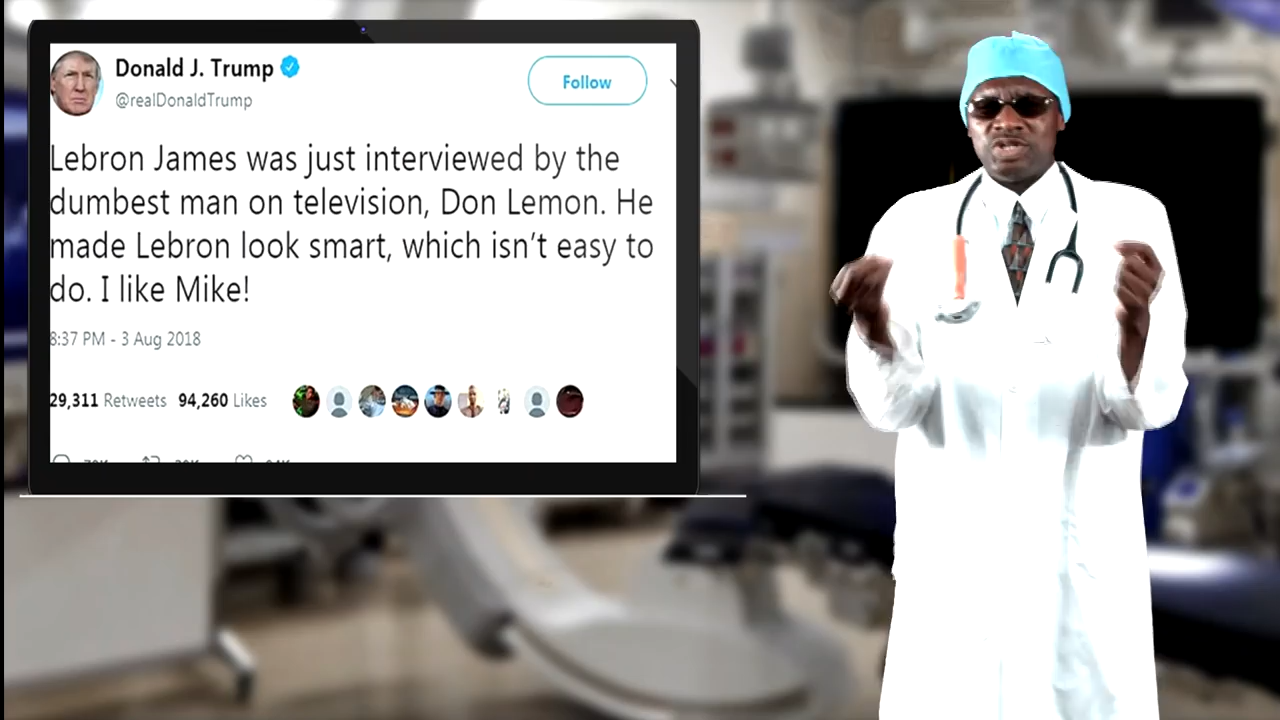 Donald J. Trump
@realDonaldTrump
Follow
Lebron James was just interviewed by the
dumbest man on television, Don Lemon. He
made Lebron look smart, which isn't easy to
do. I like Mike!
8:37 PM - 3 Aug 2018
29,311 Retweets 94,260 Likes